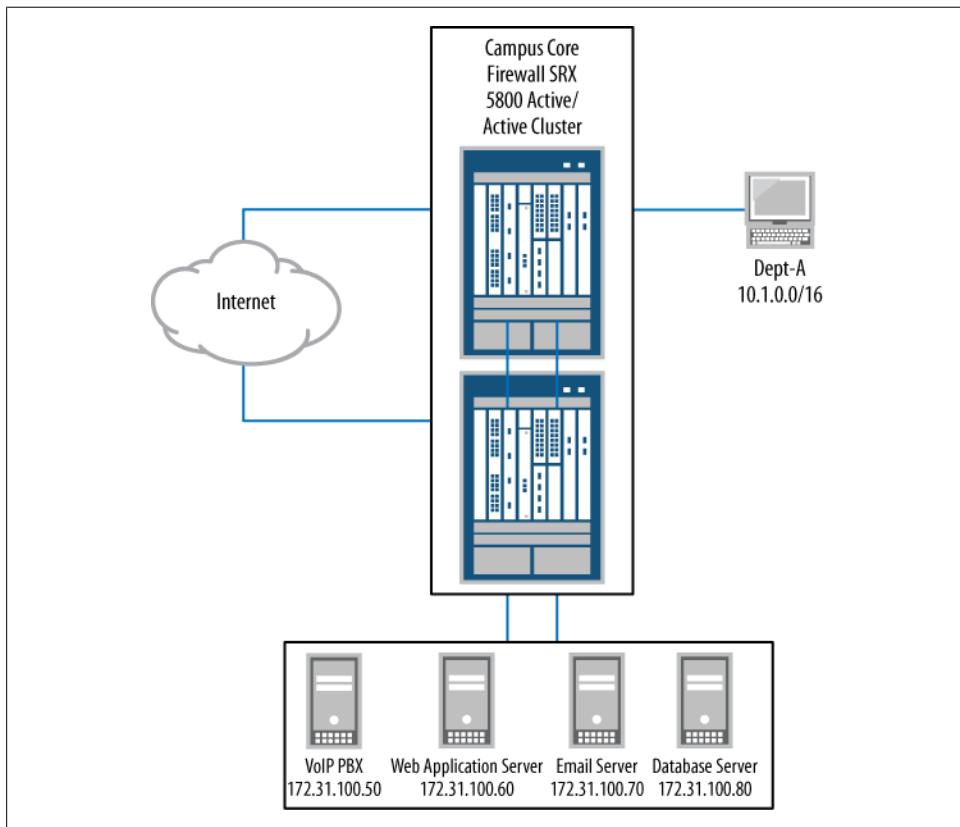 Campus Core
Firewall SRX
5800 Active/
Active Cluster
Internet
Dept-A
10.1.0.0/16
VoIP PBX
172.31.100.50
Web Application Server
172.31.100.60
Email Server
172.31.100.70
Database Server
172.31.100.80